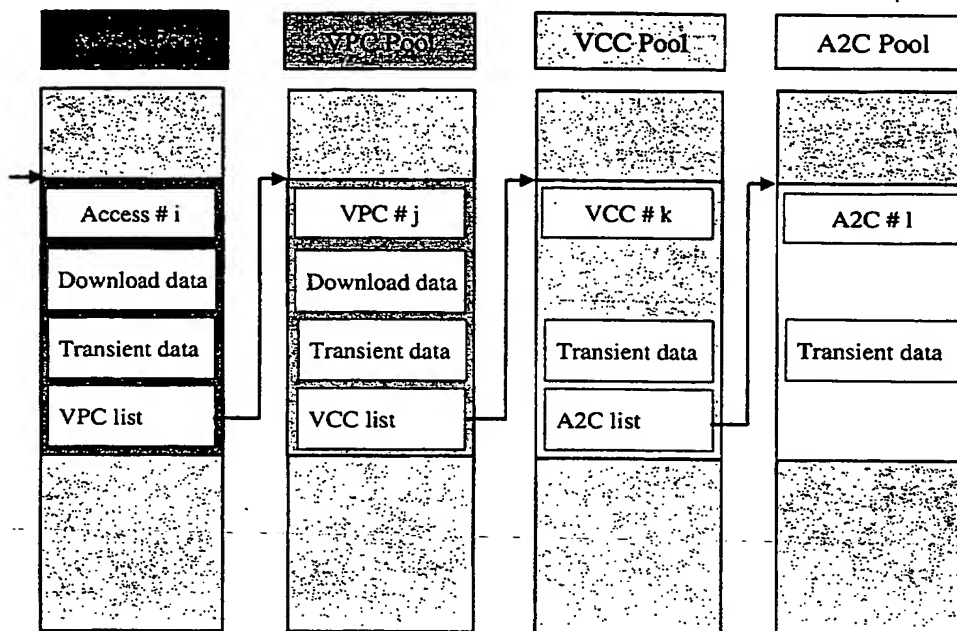 VPC Pool
VCC Pool
A2C Pool
Access # i
VPC # j
VCC # k
A2C # l
Download data
Download data
Transient data
Transient data
Transient data
Transient data
VPC list
VCC list
A2C list